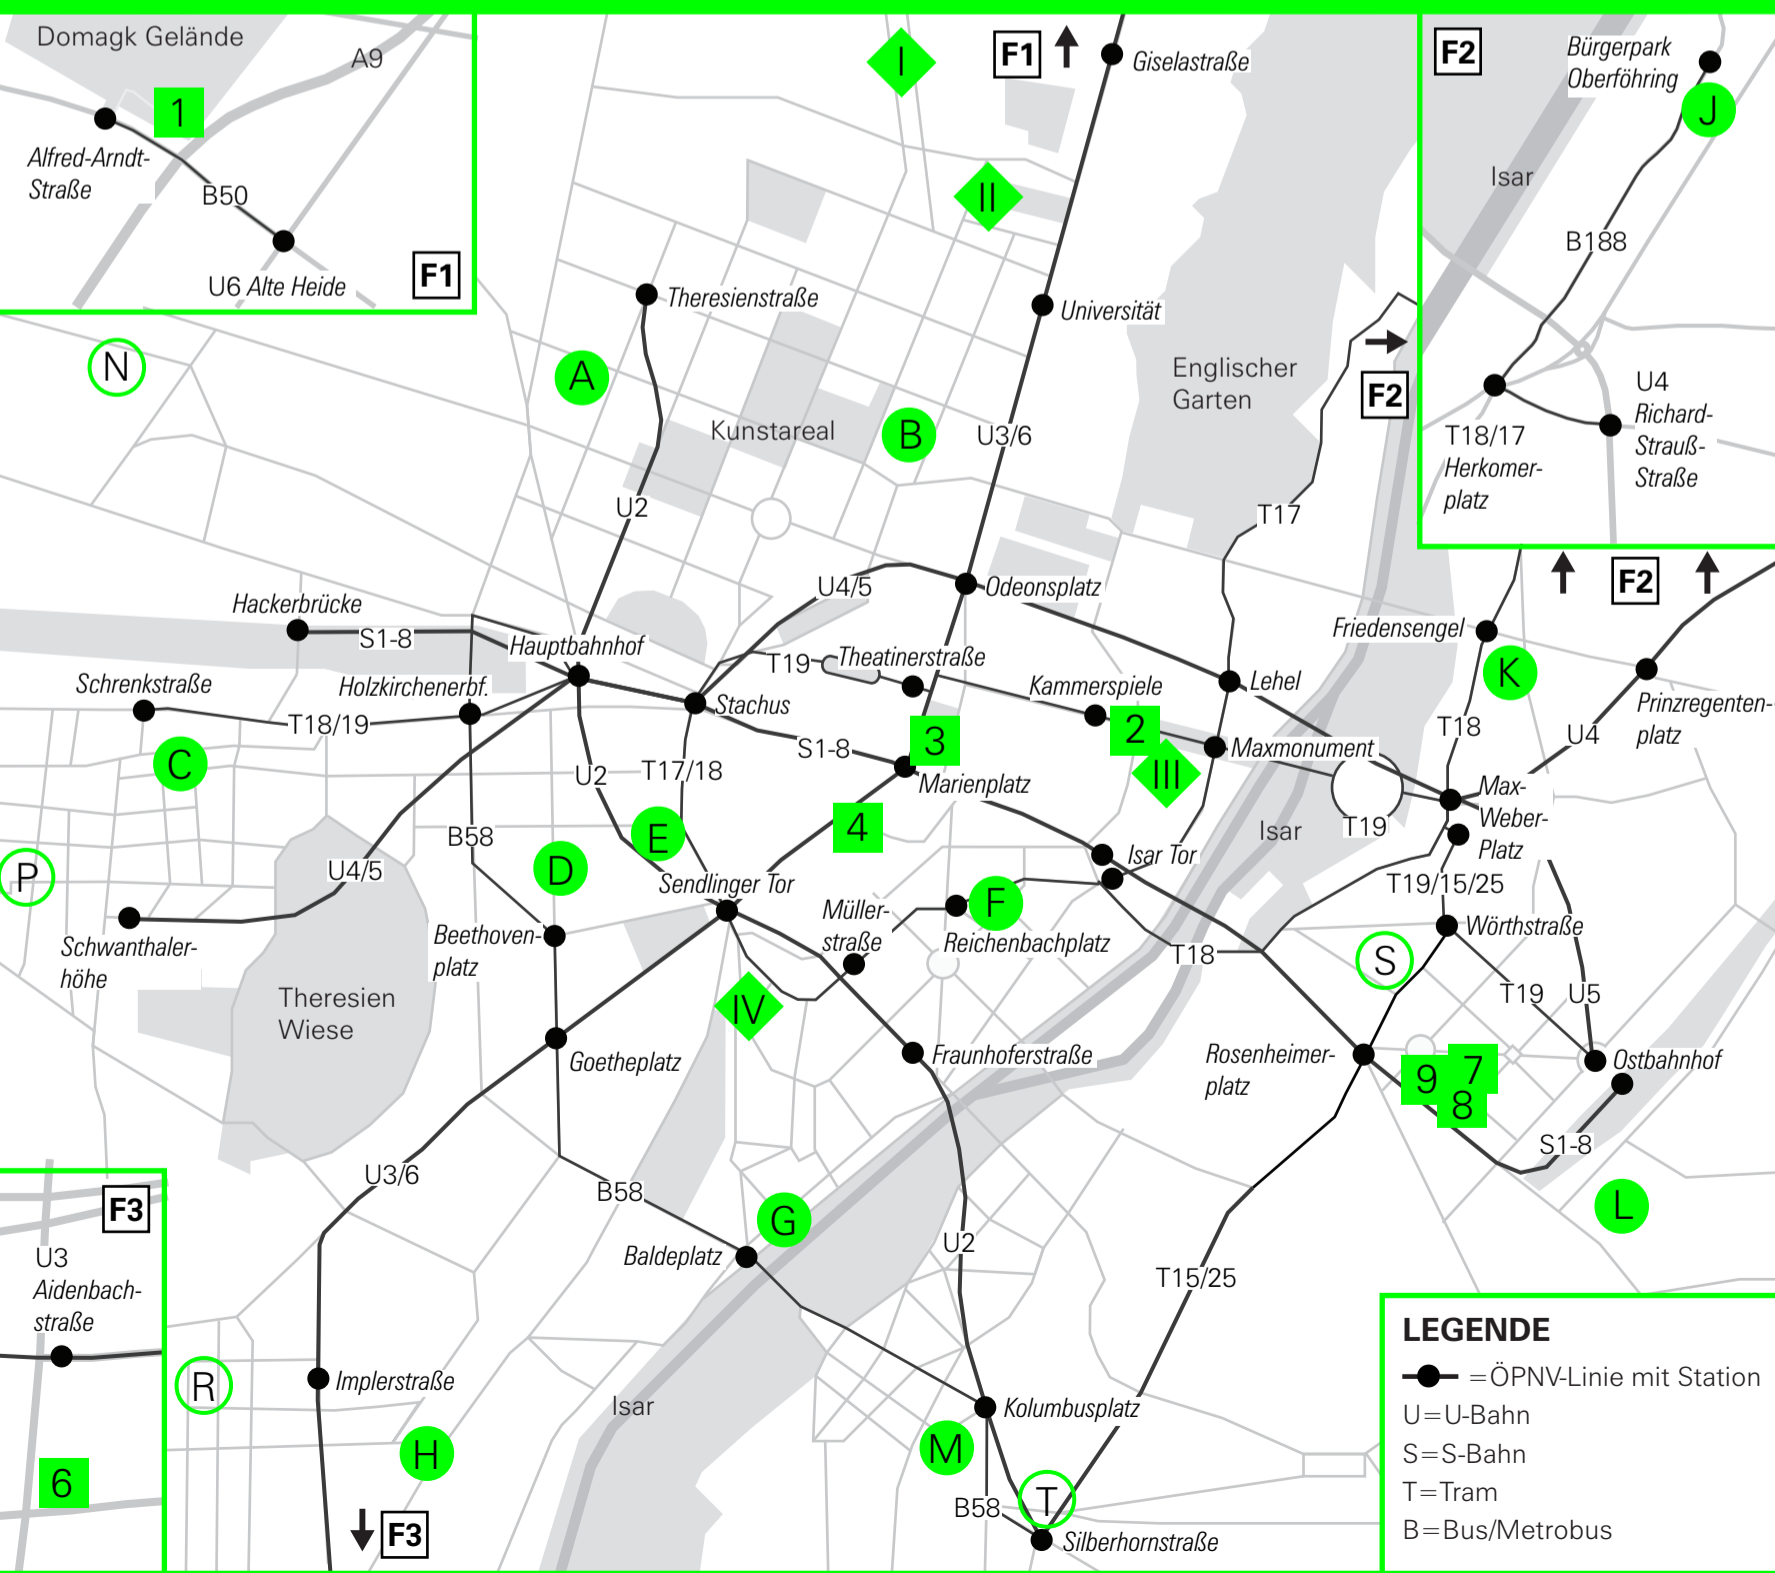 Domagk Gelände
A9
1
Alfred-Arndt-
Straße
B50
U6 Alte Heide
F1
I
F1
Giselastraße
II
F2
Bürgerpark
Oberföhring
J
Isar
B188
U4
Richard-
Strauß-
Straße
T18/17
Herkomer-
platz
N
Theresienstraße
A
Universität
Englischer
Garten
F2
Kunstareal
B
U3/6
U2
T17
U4/5
Odeonsplatz
F2
Hackerbrücke
S1-8
Hauptbahnhof
Friedensengel
K
Schrenkstraße
Holzkirchenerbf.
T18/19
T19
Theatinerstraße
Kammerspiele
Lehel
Prinzregenten-
platz
Stachus
T18
U4
C
U2
T17/18
S1-8
3
2
Maxmonument
III
Marienplatz
Max-
Weber-
Platz
B58
E
4
Isar
T19
P
U4/5
D
Sendlinger Tor
Isar Tor
T19/15/25
Schwanthaler-
höhe
Beethoven-
platz
Müller-
straße
F
Reichenbachplatz
T18
Wörthstraße
S
T19
U5
Theresien
Wiese
IV
Goetheplatz
Fraunhoferstraße
Rosenheimer-
platz
9
7
8
Ostbahnhof
S1-8
U3/6
B58
G
L
F3
U3
Aidenbach-
straße
Baldeplatz
U2
T15/25
R
Implerstraße
Isar
Kolumbusplatz
H
M
6
F3
B58
T
Silberhornstraße
LEGENDE
=ÖPNV-Linie mit Station
U=U-Bahn
S=S-Bahn
T=Tram
B=Bus/Metrobus